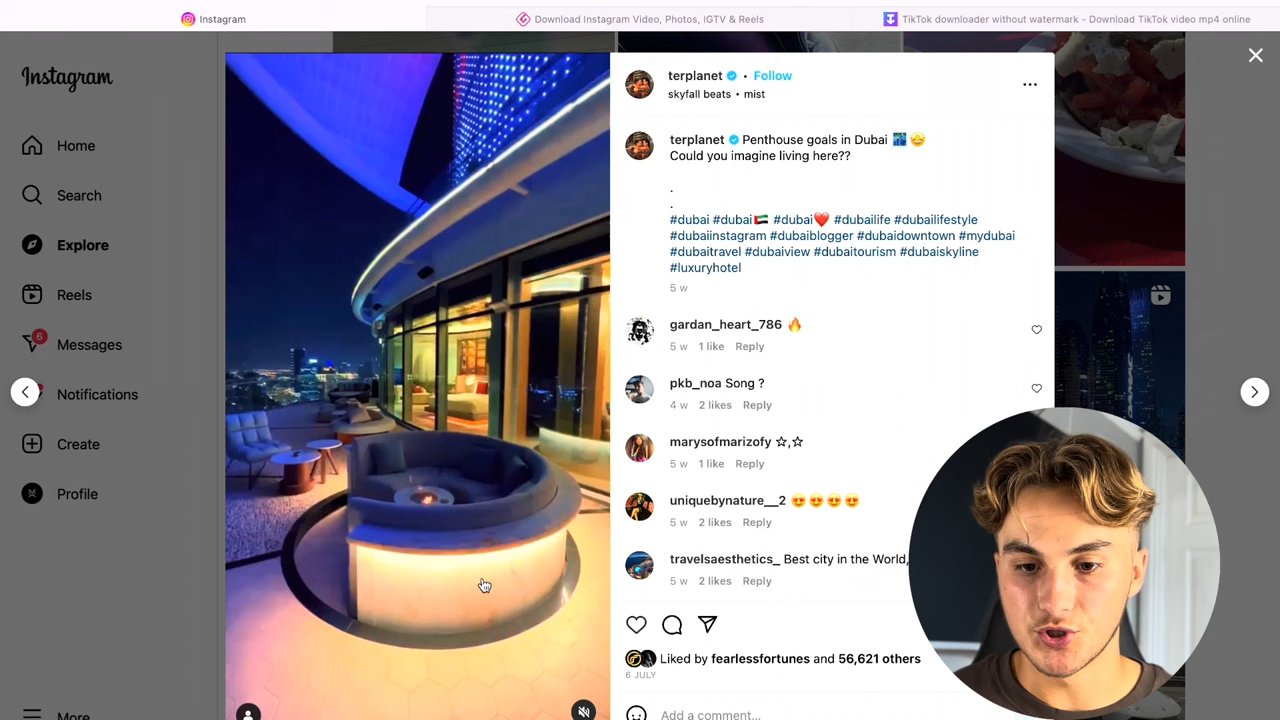 Instagram
Download Instagram Video, Photos, IGTV & Reels
TikTok downloader without watermark - Download TikTok video mp4 online
Instagram
Home
Search
Explore
Reels
6
Messages
Notifications
Create
Profile
More
terplanet • Follow
skyfall beats • mist
terplanet Penthouse goals in Dubai 🌃🤩
Could you imagine living here??
.
.
#dubai #dubai🇦🇪 #dubai❤️ #dubailife #dubailifestyle
#dubaiinstagram #dubaiblogger #dubaidowntown #mydubai
#dubaitravel #dubaiview #dubaitourism #dubaiskyline
#luxuryhotel
5 w
gardan_heart_786 🔥
5 w 1 like Reply
pkb_noa Song ?
4 w 2 likes Reply
marysofmarizofy ☆,☆
5 w 1 like Reply
uniquebynature__2 😍😍😍😍
5 w 2 likes Reply
travelsaesthetics_ Best city in the World,
5 w 2 likes Reply
Liked by fearlessfortunes and 56,621 others
6 JULY
Add a comment...